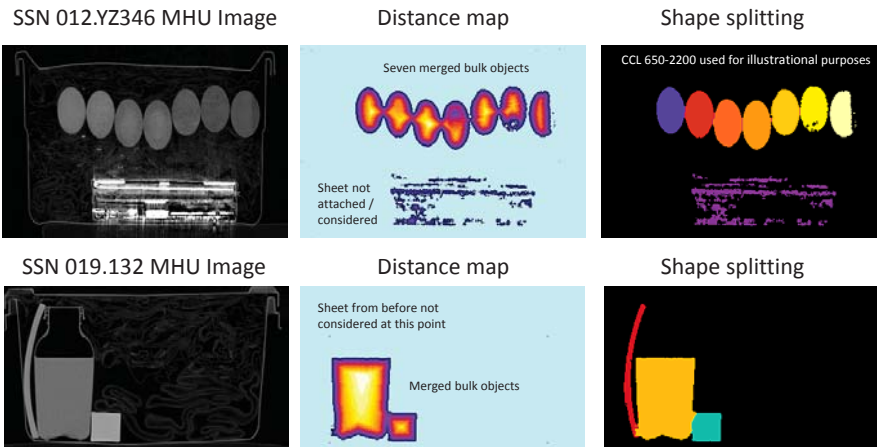 SSN 012.YZ346 MHU Image
Distance map
Shape splitting
Seven merged bulk objects
CCL 650-2200 used for illustrational purposes
Sheet not
attached /
considered
SSN 019.132 MHU Image
Distance map
Shape splitting
Sheet from before not
considered at this point
Merged bulk objects